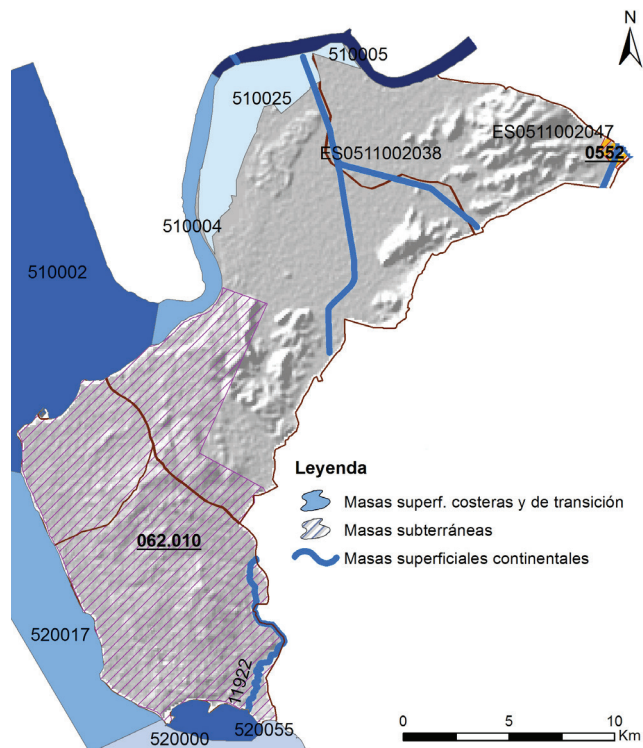 N
510005
510025
ES0511002047
ES0511002038
0552
510004
510002
Leyenda
Masas superf. costeras y de transición
Masas subterráneas
062.010
Masas superficiales continentales
520017
11922
520055
520000
0 5 10
Km